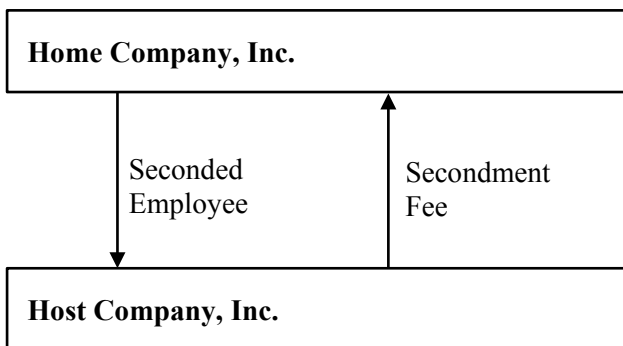 Home Company, Inc.
Seconded
Employee
Secondment
Fee
Host Company, Inc.